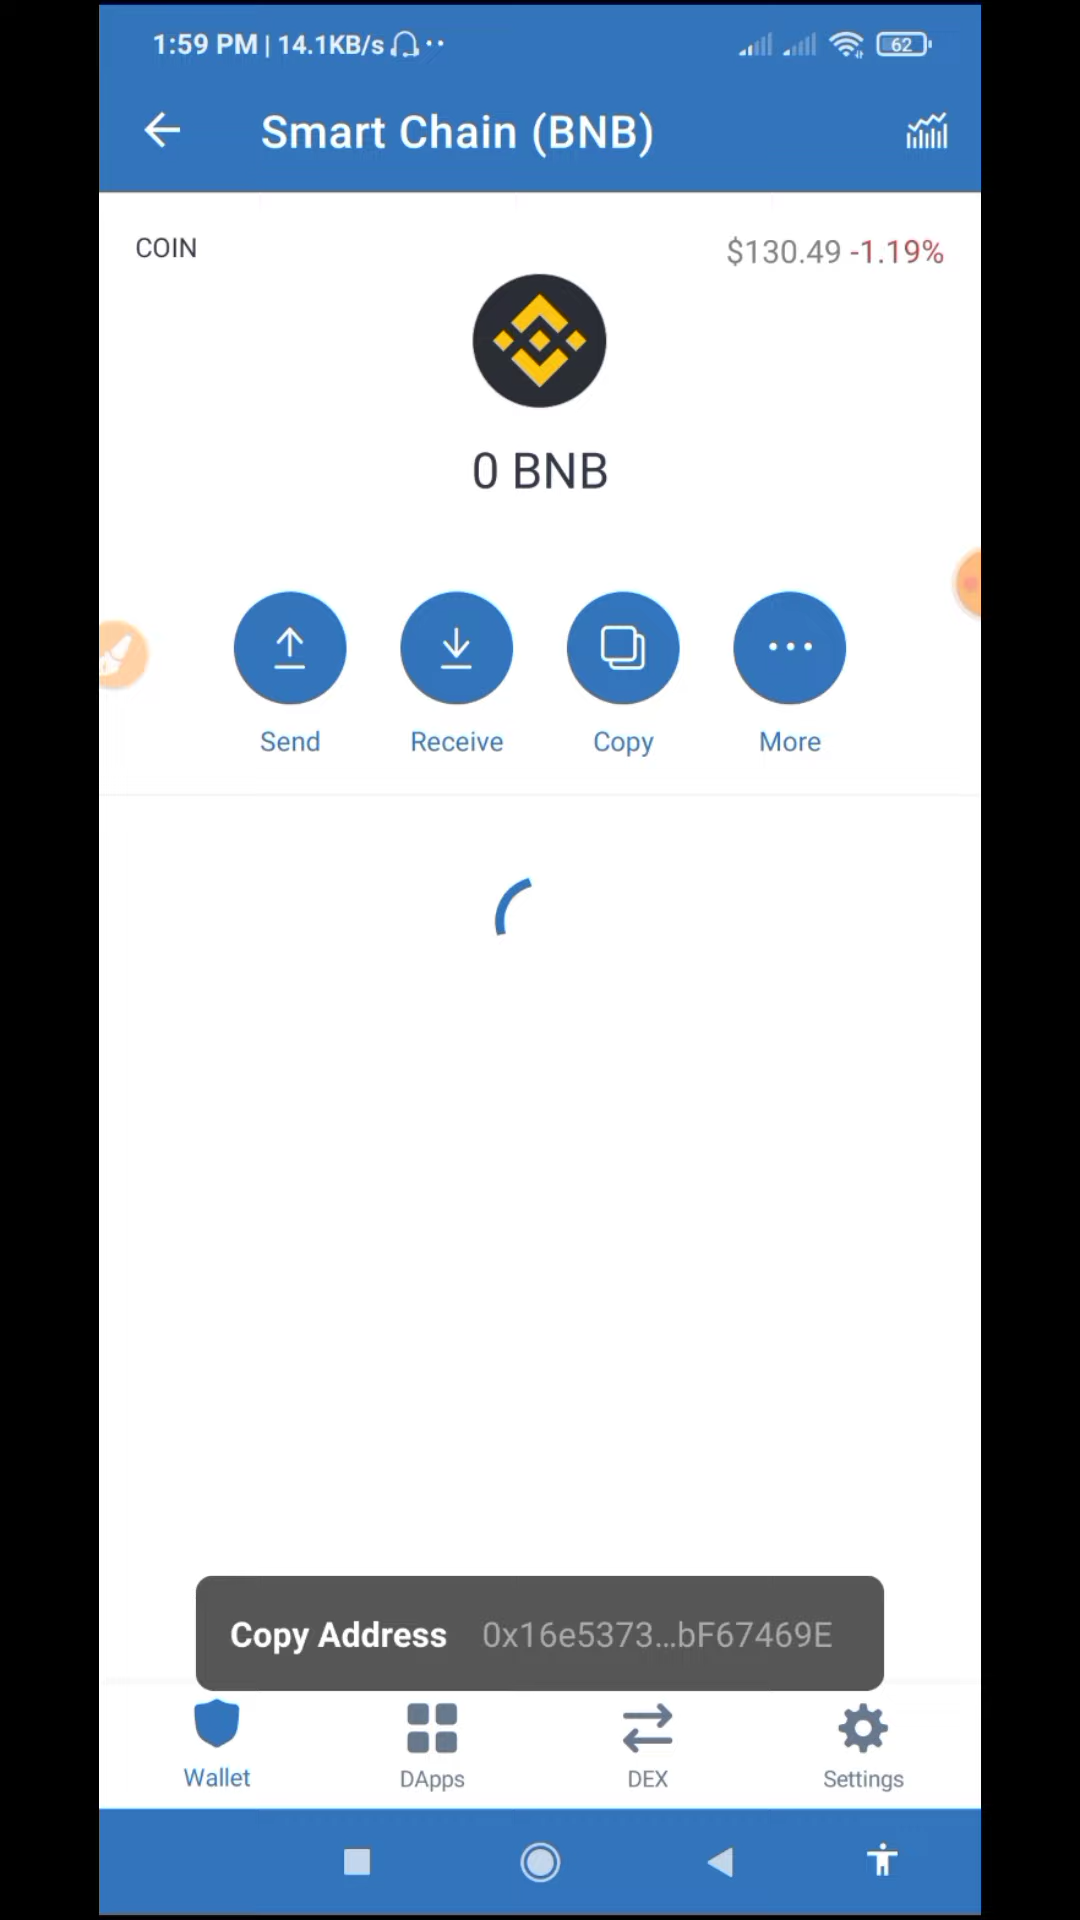 1:59 PM | 14.1KB/s
62
Smart Chain (BNB)
COIN
$130.49 -1.19%
0 BNB
Send
Receive
Copy
More
Copy Address 0x16e5373...bF67469E
Wallet
DApps
DEX
Settings